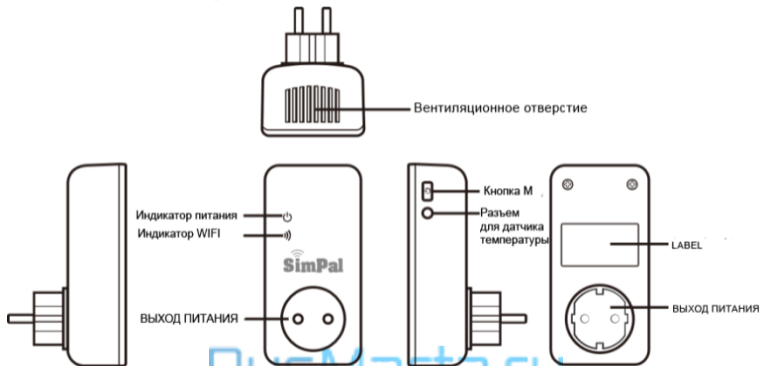 Вентиляционное отверстие
Индикатор питания
Индикатор WIFI
SimPal
ВЫХОД ПИТАНИЯ
Кнопка М
Разъем
для датчика
температуры
LABEL
ВЫХОД ПИТАНИЯ